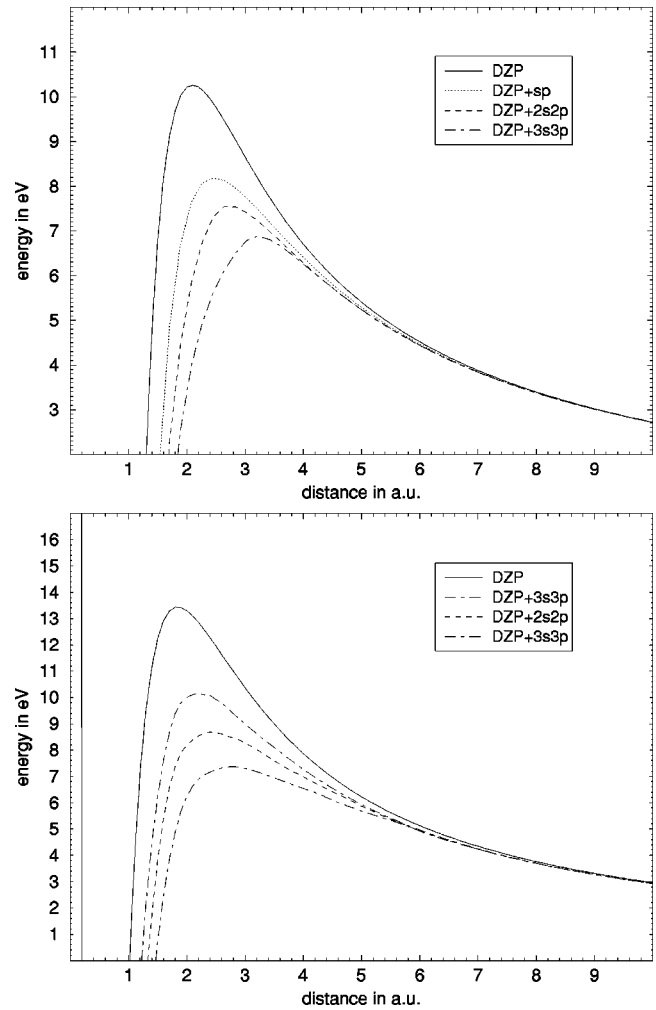 11
10
9
8
7
6
5
4
3
energy in eV
DZP
DZP+sp
DZP+2s2p
DZP+3s3p
1 2 3 4 5 6 7 8 9
distance in a.u.
16
15
14
13
12
11
10
9
8
7
6
5
4
3
2
1
energy in eV
DZP
DZP+3s3p
DZP+2s2p
DZP+3s3p
1 2 3 4 5 6 7 8 9
distance in a.u.